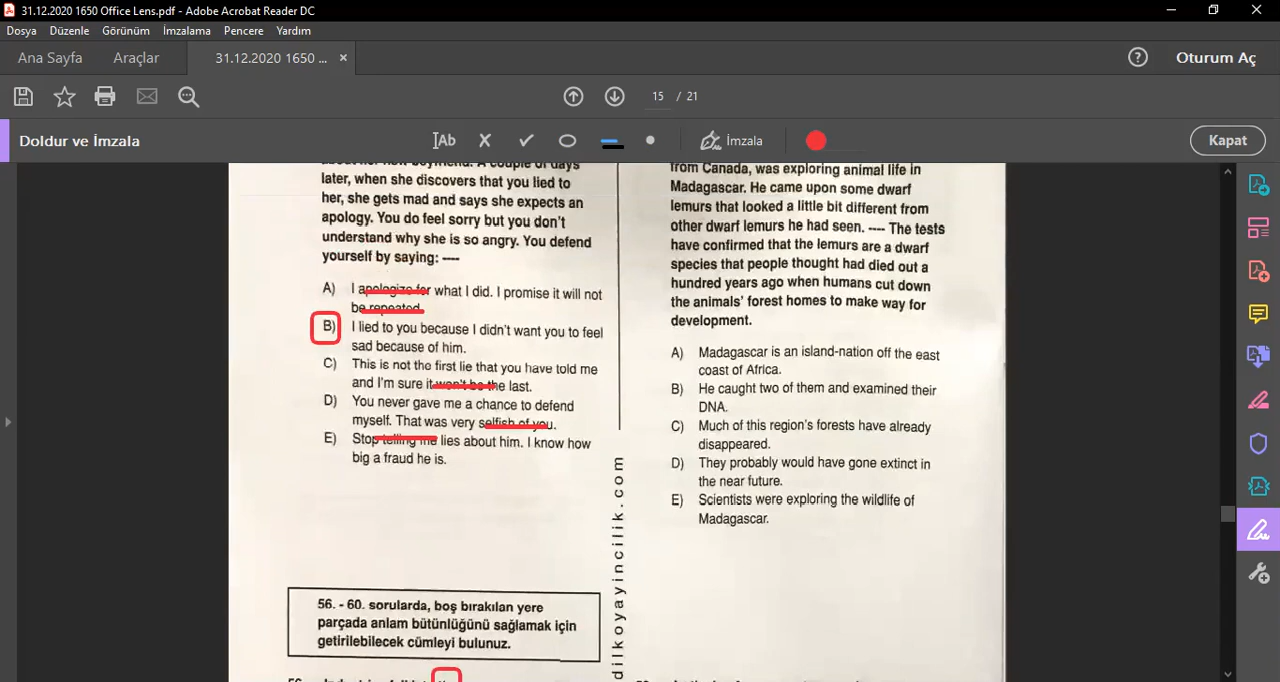 31.12.2020 1650 Office Lens.pdf - Adobe Acrobat Reader DC
Dosya Düzenle Görünüm İmzalama Pencere Yardım
Ana Sayfa Araçlar 31.12.2020 1650 ... × ? Oturum Aç
15 / 21
Doldur ve İmzala Ab İmzala Kapat
about her new boyfriend. A couple of days
later, when she discovers that you lied to
her, she gets mad and says she expects an
apology. You do feel sorry but you don't
understand why she is so angry. You defend
yourself by saying: ----
A) I apologize for what I did. I promise it will not
be repeated.
B) I lied to you because I didn't want you to feel
sad because of him.
C) This is not the first lie that you have told me
and I'm sure it won't be the last.
D) You never gave me a chance to defend
myself. That was very selfish of you.
E) Stop telling me lies about him. I know how
big a fraud he is.
56. - 60. sorularda, boş bırakılan yere
parçada anlam bütünlüğünü sağlamak için
getirilebilecek cümleyi bulunuz.
dilkoyayincilik.com
from Canada, was exploring animal life in
Madagascar. He came upon some dwarf
lemurs that looked a little bit different from
other dwarf lemurs he had seen. ---- The tests
have confirmed that the lemurs are a dwarf
species that people thought had died out a
hundred years ago when humans cut down
the animals' forest homes to make way for
development.
A) Madagascar is an island-nation off the east
coast of Africa.
B) He caught two of them and examined their
DNA.
C) Much of this region's forests have already
disappeared.
D) They probably would have gone extinct in
the near future.
E) Scientists were exploring the wildlife of
Madagascar.